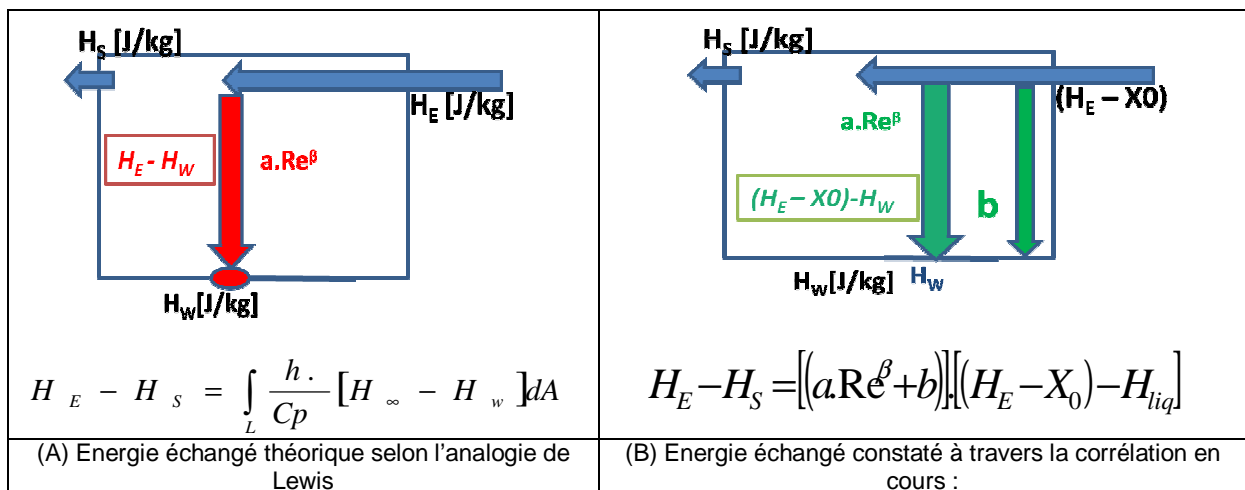 H_S [J/kg]
H_E [J/kg]
H_E - H_W
a.Re^β
H_W[J/kg]
H_E − H_S = ∫_L h . / Cp [H_∞ − H_w]dA
(A) Energie échangé théorique selon l'analogie de
Lewis
H_S [J/kg]
(H_E – X0)
a.Re^β
(H_E – X0)-H_W
b
H_W[J/kg]
H_W
H_E−H_S=[(a.Re^β+b)].[(H_E−X_0)−H_liq]
(B) Energie échangé constaté à travers la corrélation en
cours :